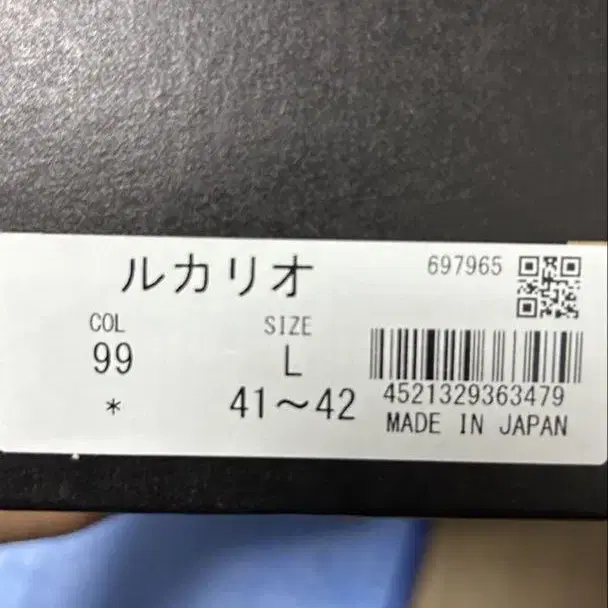 ルカリオ
697965
COL
99
*
SIZE
L
41～42
4521329363479
MADE IN JAPAN